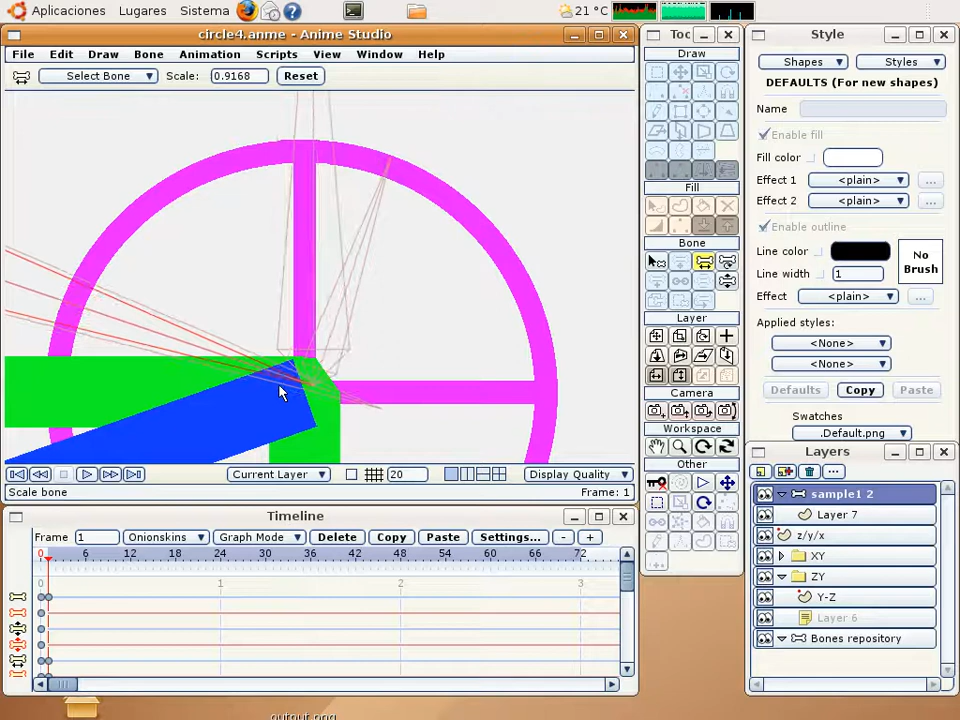 Aplicaciones Lugares Sistema 21 °C
circle4.anme - Anime Studio
File Edit Draw Bone Animation Scripts View Window Help
Select Bone Scale: 0.9168 Reset
Current Layer 20 Display Quality
Scale bone Frame: 1
Timeline
Frame 1 Onionskins Graph Mode Delete Copy Paste Settings... - +
0 6 12 18 24 30 36 42 48 54 60 66 72
0 1 2 3
Toc
Draw
Fill
Bone
Layer
Camera
Workspace
Other
Style
Shapes Styles
DEFAULTS (For new shapes)
Name
Enable fill
Fill color
Effect 1 <plain> ...
Effect 2 <plain> ...
Enable outline
Line color
No Brush
Line width 1
Effect <plain> ...
Applied styles:
<None>
<None>
Defaults Copy Paste
Swatches
.Default.png
Layers
...
sample1 2
Layer 7
z/y/x
XY
ZY
Y-Z
Layer 6
Bones repository
output.png